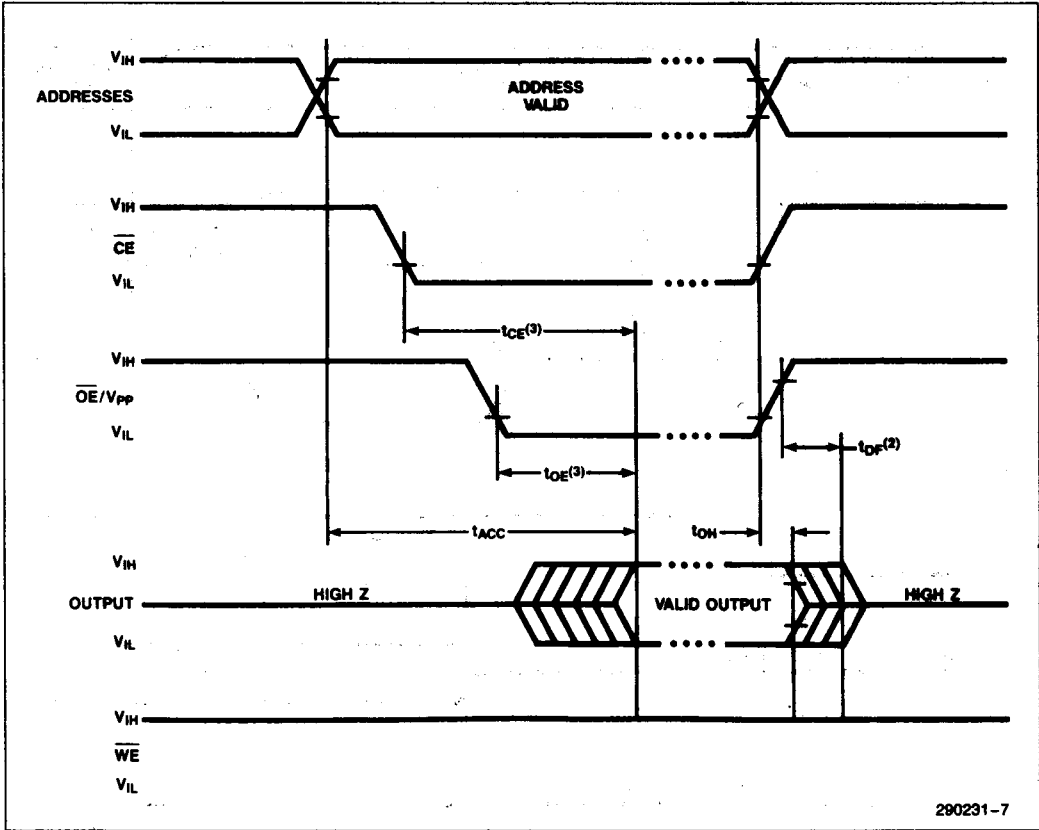 VIH
ADDRESSES
ADDRESS
VALID
VIL
VIH
CE
VIL
tCE(3)
VIH
OE/VPP
VIL
tDF(2)
tOE(3)
tACC
tOH
VIH
OUTPUT
HIGH Z
VALID OUTPUT
HIGH Z
VIL
VIH
WE
VIL
290231-7